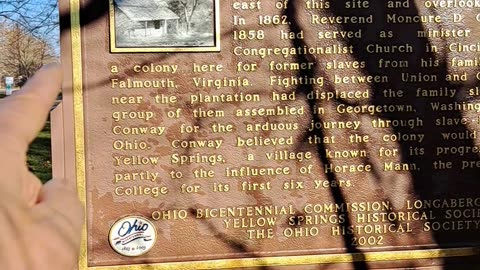 east of this site and overlook
In 1862, Reverend Moncure D. C
1858 had served as minister
Congregationalist Church in Cinci
a colony here for former slaves from his fami
Falmouth, Virginia. Fighting between Union and C
near the plantation had displaced the family sl
group of them assembled in Georgetown, Washing
Conway for the arduous journey through slave-
Ohio. Conway believed that the colony would
Yellow Springs, a village known for its progre
partly to the influence of Horace Mann, the pre
College for its first six years.
OHIO BICENTENNIAL COMMISSION, LONGABERG
YELLOW SPRINGS HISTORICAL SOCIE
THE OHIO HISTORICAL SOCIETY
2002
Ohio
1803 2003